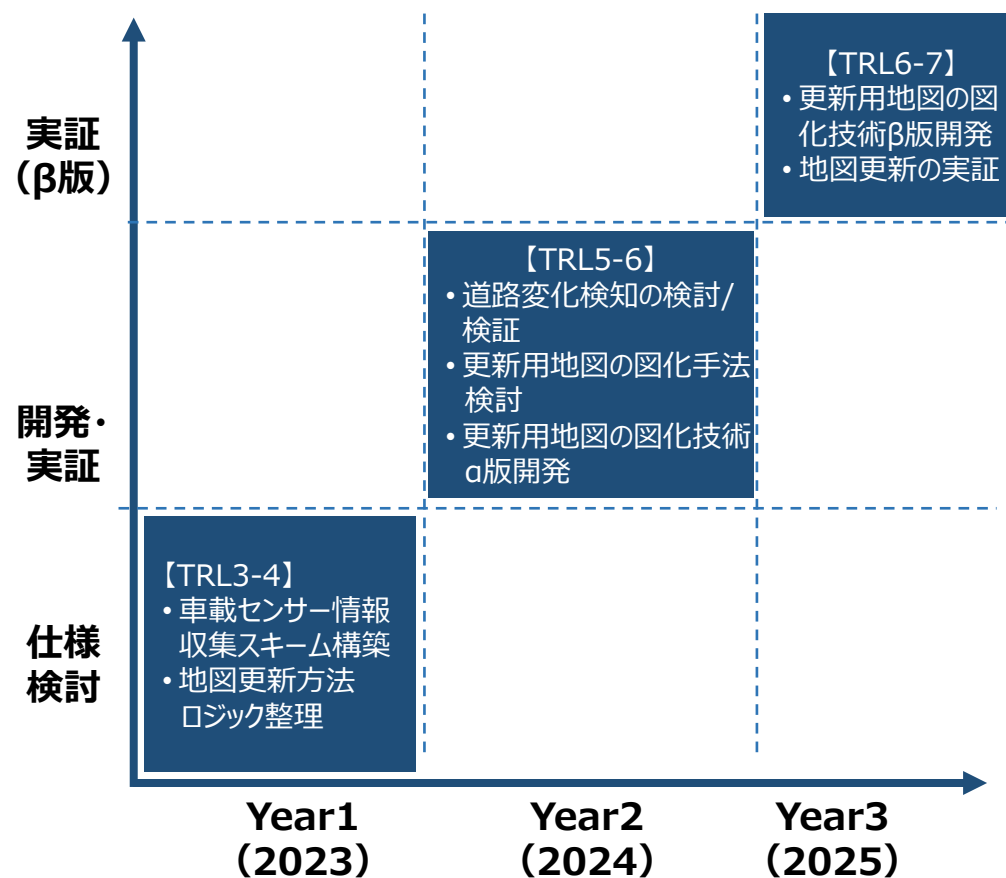 実証
（β版）
【TRL6-7】
• 更新用地図の図
化技術β版開発
• 地図更新の実証
開発・
実証
【TRL5-6】
• 道路変化検知の検討/
検証
• 更新用地図の図化手法
検討
• 更新用地図の図化技術
α版開発
仕様
検討
【TRL3-4】
• 車載センサー情報
収集スキーム構築
• 地図更新方法
ロジック整理
Year1
（2023）
Year2
（2024）
Year3
（2025）